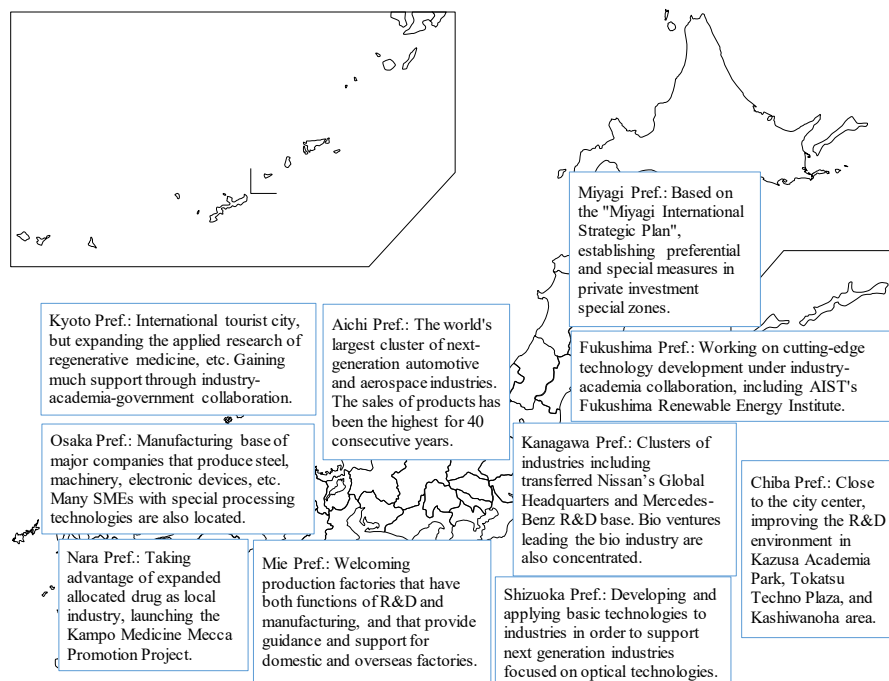 Miyagi Pref.: Based on
the "Miyagi International
Strategic Plan",
establishing preferential
and special measures in
private investment
special zones.
Kyoto Pref.: International tourist city,
but expanding the applied research of
regenerative medicine, etc. Gaining
much support through industry-
academia-government collaboration.
Aichi Pref.: The world's
largest cluster of next-
generation automotive
and aerospace industries.
The sales of products has
been the highest for 40
consecutive years.
Fukushima Pref.: Working on cutting-edge
technology development under industry-
academia collaboration, including AIST's
Fukushima Renewable Energy Institute.
Osaka Pref.: Manufacturing base of
major companies that produce steel,
machinery, electronic devices, etc.
Many SMEs with special processing
technologies are also located.
Kanagawa Pref.: Clusters of
industries including
transferred Nissan’s Global
Headquarters and Mercedes-
Benz R&D base. Bio ventures
leading the bio industry are
also concentrated.
Chiba Pref.: Close
to the city center,
improving the R&D
environment in
Kazusa Academia
Park, Tokatsu
Techno Plaza, and
Kashiwanoha area.
Nara Pref.: Taking
advantage of expanded
allocated drug as local
industry, launching the
Kampo Medicine Mecca
Promotion Project.
Mie Pref.: Welcoming
production factories that have
both functions of R&D and
manufacturing, and that provide
guidance and support for
domestic and overseas factories.
Shizuoka Pref.: Developing and
applying basic technologies to
industries in order to support
next generation industries
focused on optical technologies.